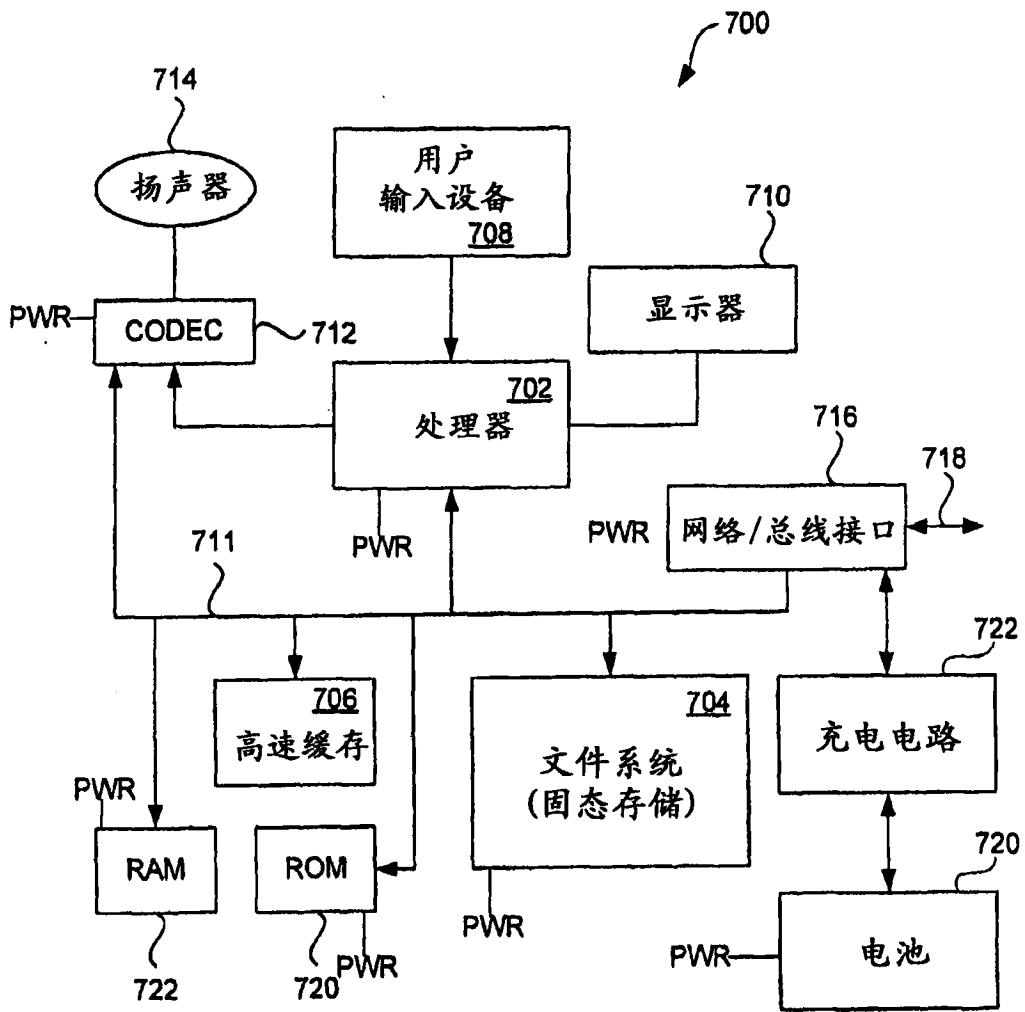 700
714
扬声器
用户
输入设备
708
710
显示器
PWR
CODEC
712
702
处理器
PWR
716
718
PWR
网络/总线接口
711
722
706
高速缓存
704
文件系统
(固态存储)
充电电路
PWR
RAM
ROM
722
720
PWR
PWR
720
PWR
电池